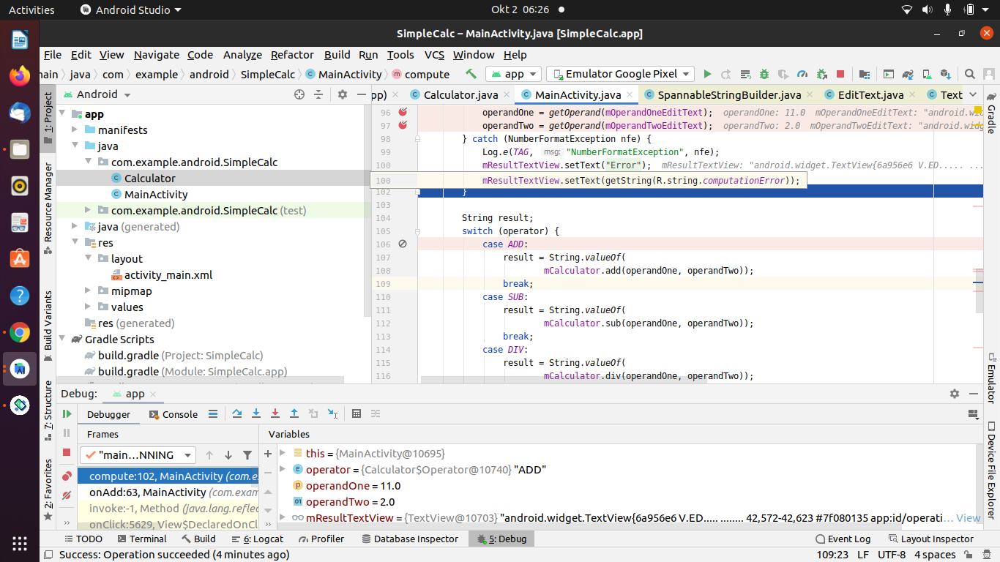 Activities Android Studio Okt 2 06:26
SimpleCalc – MainActivity.java [SimpleCalc.app]
File Edit View Navigate Code Analyze Refactor Build Run Tools VCS Window Help
main java com example android SimpleCalc MainActivity compute app Emulator Google Pixel
1: Project
Resource Manager
Build Variants
7: Structure
2: Favorites
Android
app
manifests
java
com.example.android.SimpleCalc
Calculator
MainActivity
com.example.android.SimpleCalc (test)
java (generated)
res
layout
activity_main.xml
mipmap
values
res (generated)
Gradle Scripts
build.gradle (Project: SimpleCalc)
build.gradle (Module: SimpleCalc.app)
pp) Calculator.java MainActivity.java SpannableStringBuilder.java EditText.java Text
96 operandOne = getOperand(mOperandOneEditText); operandOne: 11.0 mOperandOneEditText: "android.wid
97 operandTwo = getOperand(mOperandTwoEditText); operandTwo: 2.0 mOperandTwoEditText: "android.widg
98 } catch (NumberFormatException nfe) {
99 Log.e(TAG, msg: "NumberFormatException", nfe);
100 mResultTextView.setText("Error"); mResultTextView: "android.widget.TextView{6a956e6 V.ED..... ...
100 mResultTextView.setText(getString(R.string.computationError));
102 }
103
104 String result;
105 switch (operator) {
106 case ADD:
107 result = String.valueOf(
108 mCalculator.add(operandOne, operandTwo));
109 break;
110 case SUB:
111 result = String.valueOf(
112 mCalculator.sub(operandOne, operandTwo));
113 break;
114 case DIV:
115 result = String.valueOf(
116 mCalculator.div(operandOne, operandTwo));
Gradle
Emulator
Device File Explorer
Debug: app
Debugger Console
Frames Variables
"main...NNING
compute:102, MainActivity (com.ex
onAdd:63, MainActivity (com.exam
invoke:-1, Method (java.lang.reflec
onClick:5629, View$DeclaredOnCl
this = {MainActivity@10695}
operator = {Calculator$Operator@10740} "ADD"
operandOne = 11.0
operandTwo = 2.0
mResultTextView = {TextView@10703} "android.widget.TextView{6a956e6 V.ED..... ........ 42,572-42,623 #7f080135 app:id/operati... View
TODO Terminal Build 6: Logcat Profiler Database Inspector 5: Debug Event Log Layout Inspector
Success: Operation succeeded (4 minutes ago) 109:23 LF UTF-8 4 spaces